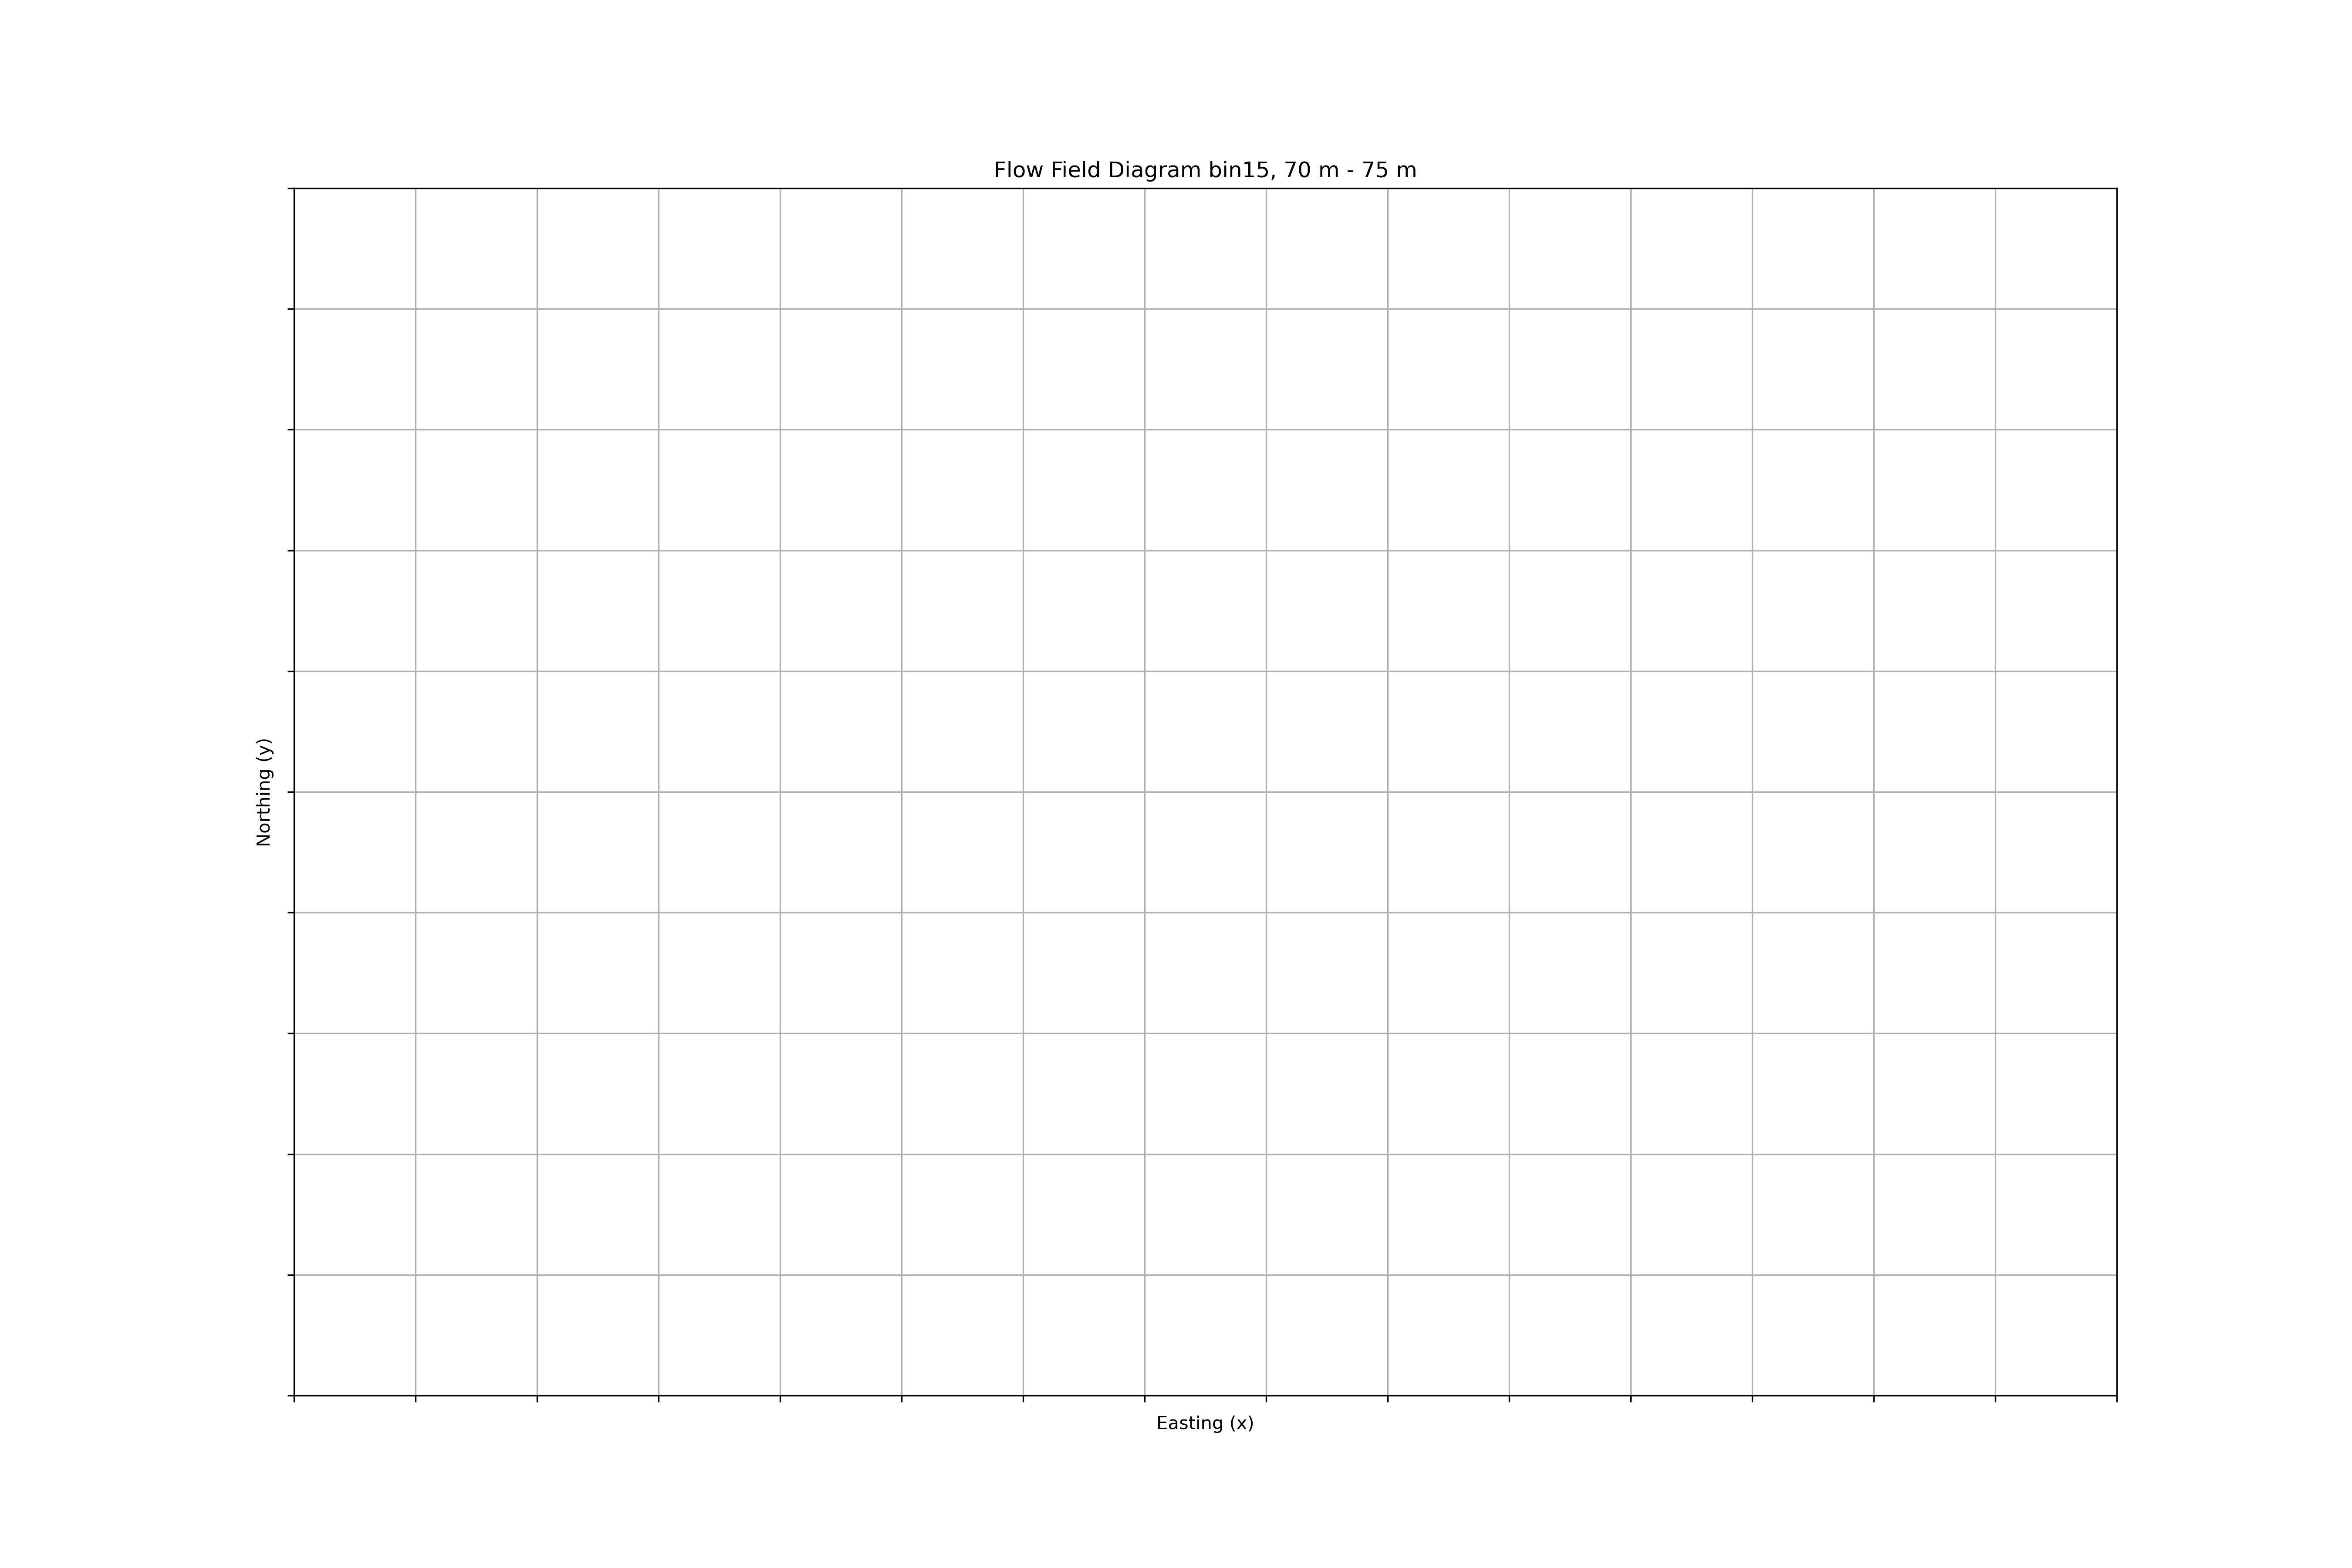 Flow Field Diagram bin15, 70 m - 75 m
Northing (y)
Easting (x)